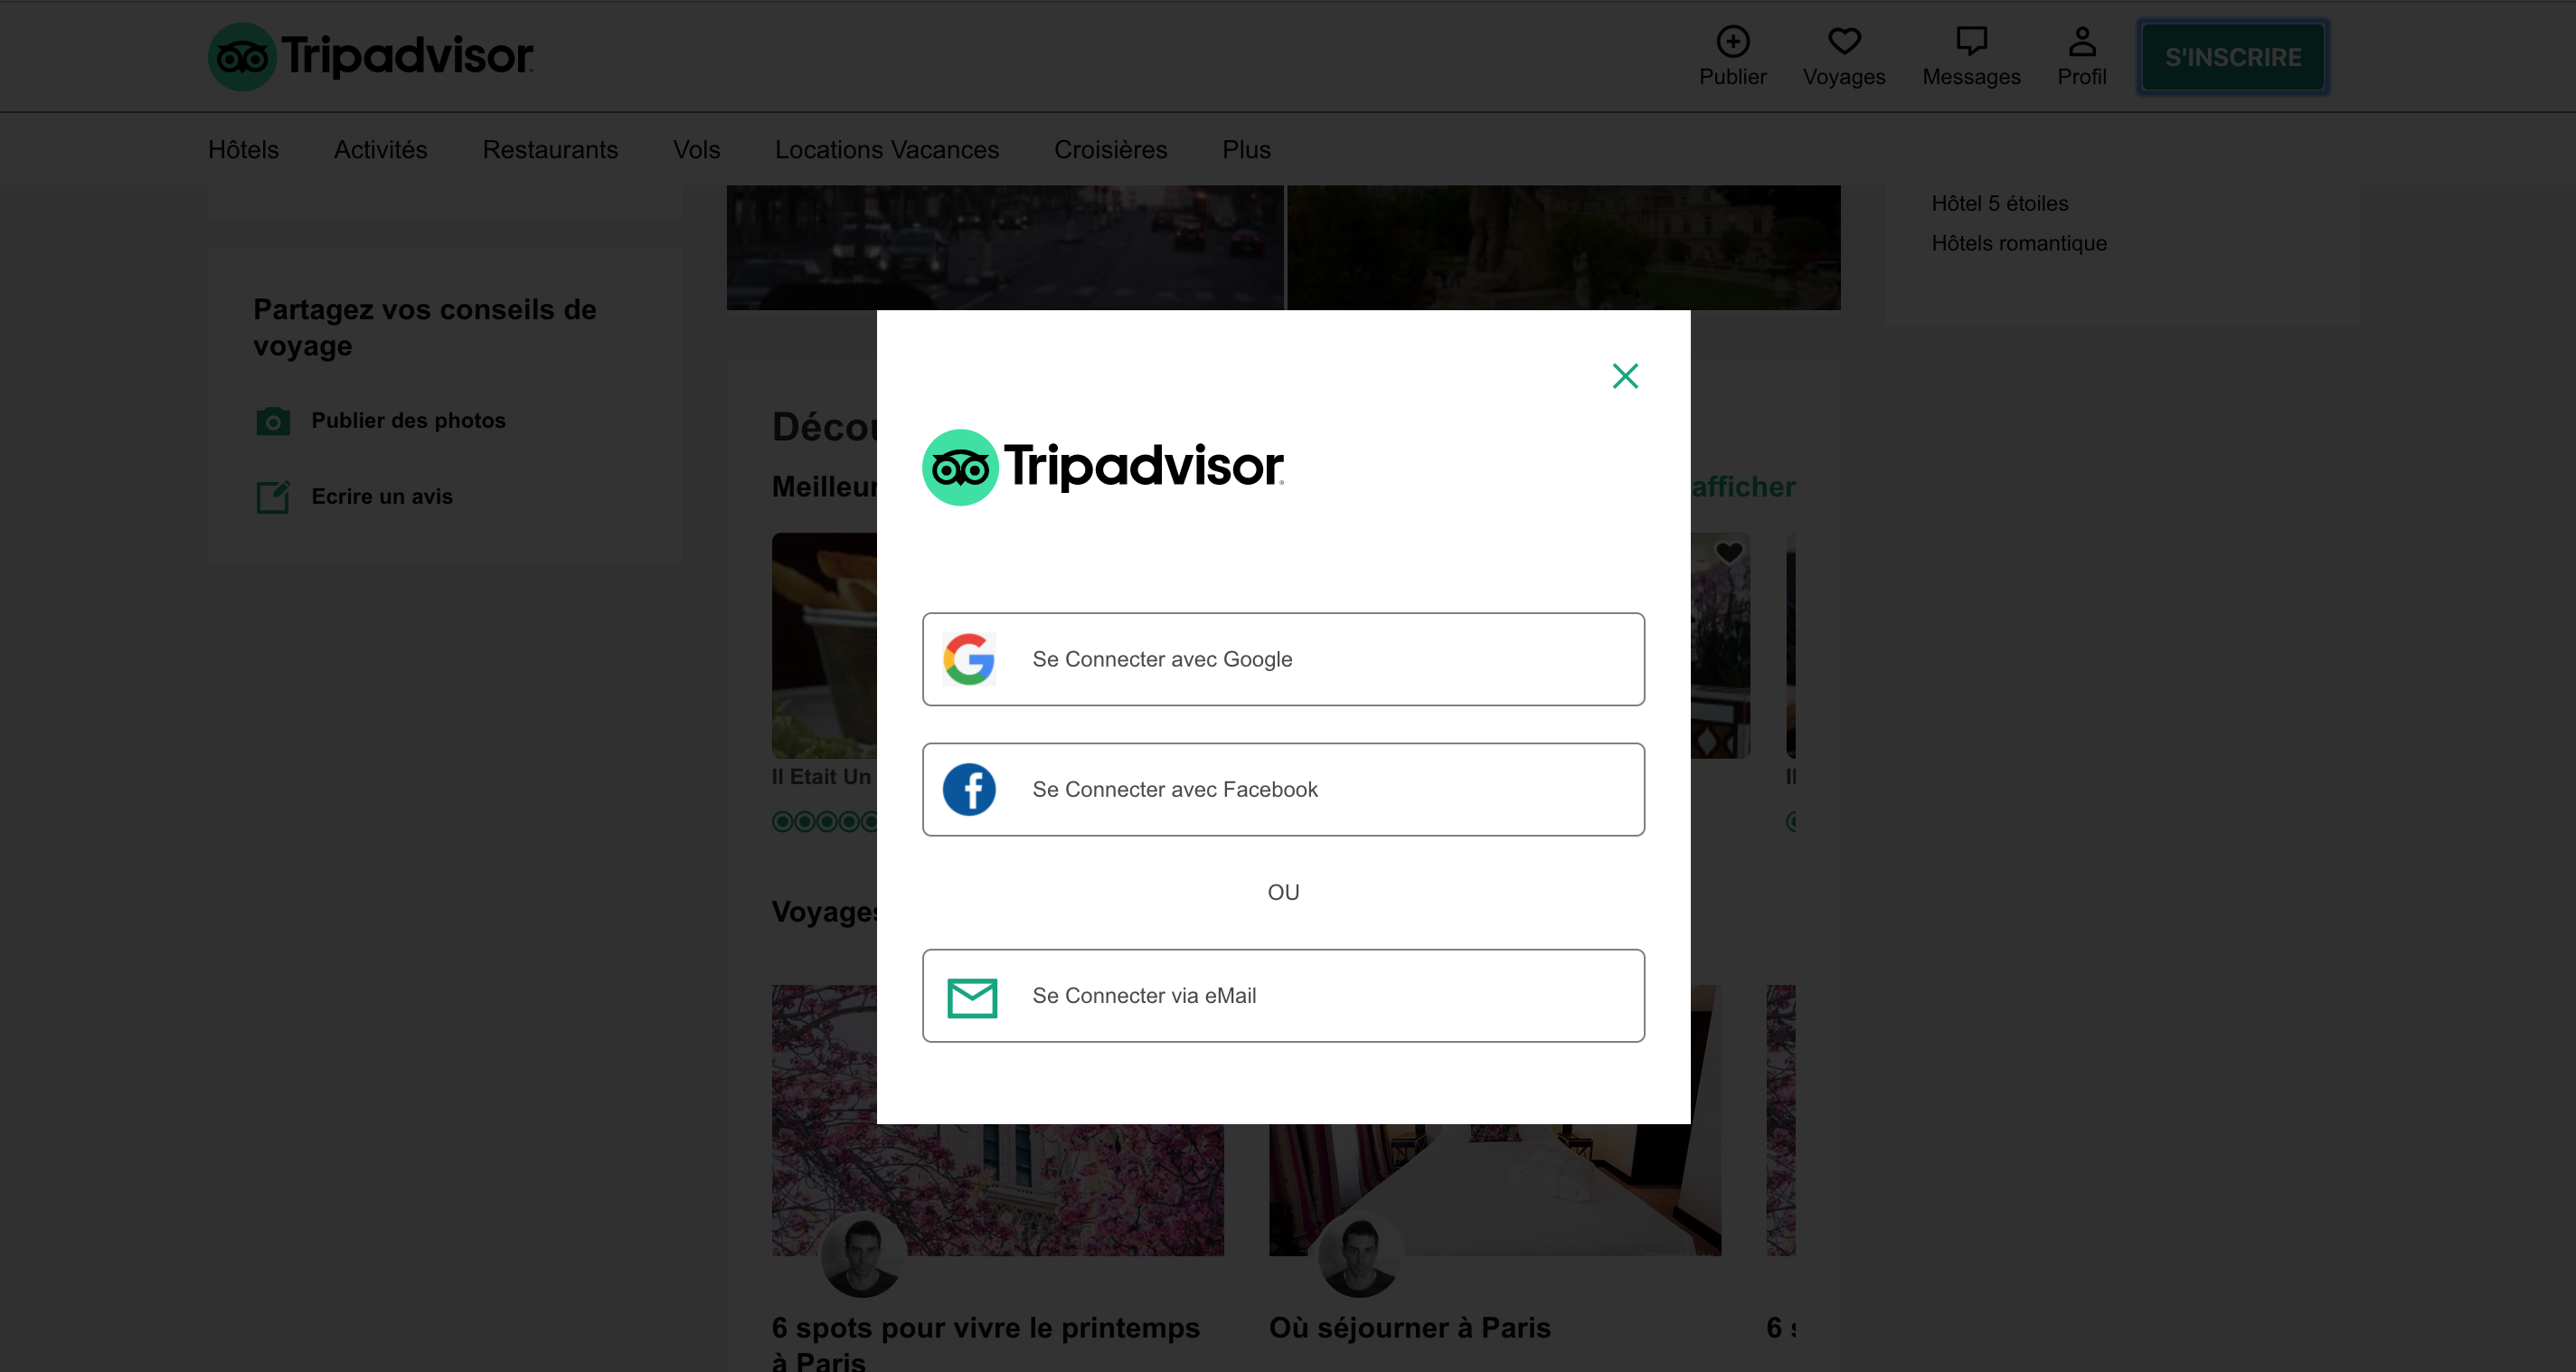 Tripadvisor
Publier
Voyages
Messages
Profil
S'INSCRIRE
Hôtels
Activités
Restaurants
Vols
Locations Vacances
Croisières
Plus
Hôtel 5 étoiles
Hôtels romantique
Partagez vos conseils de
voyage
Publier des photos
Ecrire un avis
Décou
Meilleur
afficher
Il Etait Un
Il
Voyages
Tripadvisor
Se Connecter avec Google
Se Connecter avec Facebook
OU
Se Connecter via eMail
6 spots pour vivre le printemps
à Paris
Où séjourner à Paris
6 s